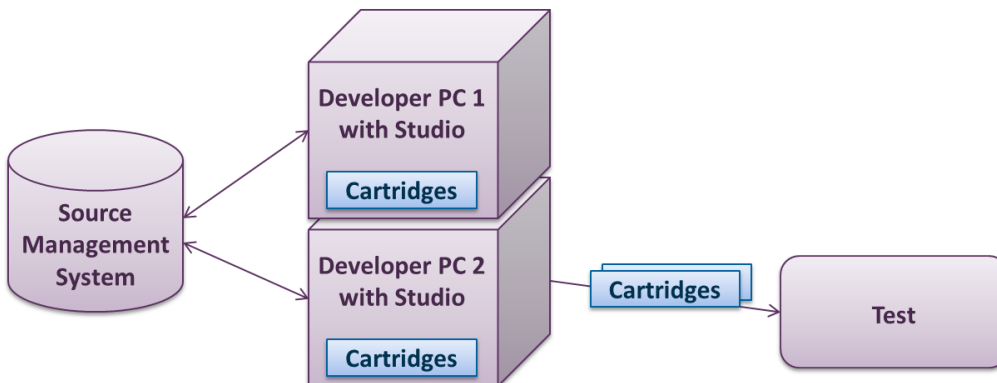 Developer PC 1
with Studio
Cartridges
Source
Management
System
Developer PC 2
with Studio
Cartridges
Cartridges
Test